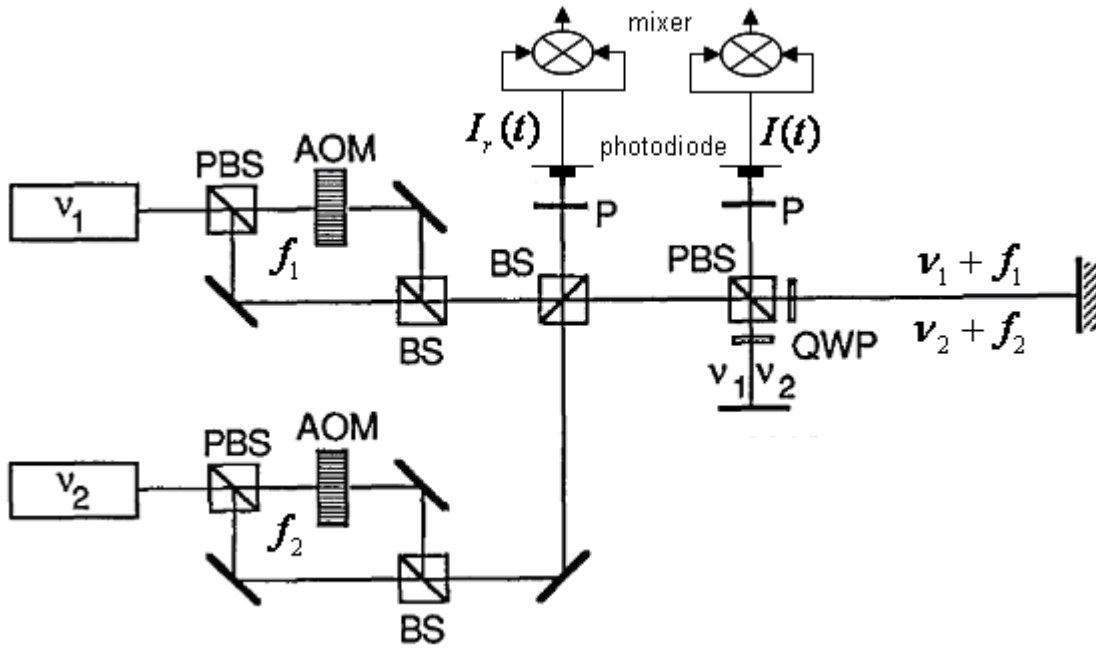 mixer
I_r(t)
photodiode
I(t)
PBS
AOM
P
P
ν₁
f₁
BS
PBS
ν₁ + f₁
BS
QWP
ν₂ + f₂
ν₁ ν₂
PBS
AOM
ν₂
f₂
BS